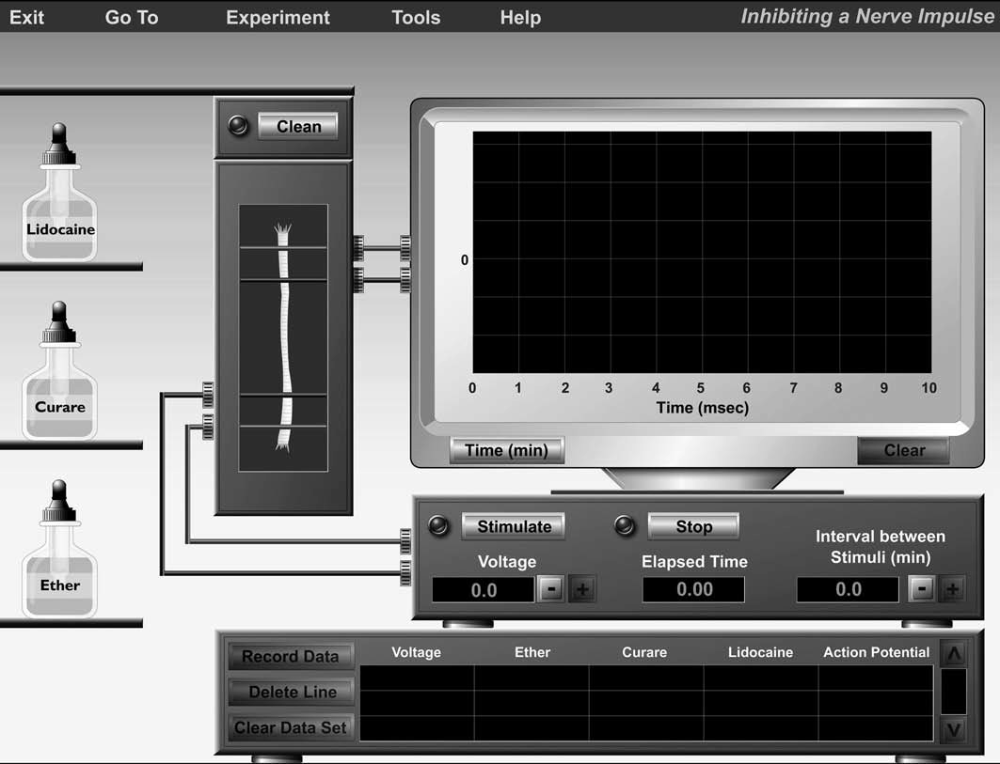 Exit Go To Experiment Tools Help Inhibiting a Nerve Impulse
Clean
Lidocaine
Curare
Ether
0
0 1 2 3 4 5 6 7 8 9 10
Time (msec)
Time (min) Clear
Stimulate Stop
Interval between
Stimuli (min)
Voltage Elapsed Time
0.0 - + 0.00 0.0 - +
Voltage Ether Curare Lidocaine Action Potential
Record Data
Delete Line
Clear Data Set